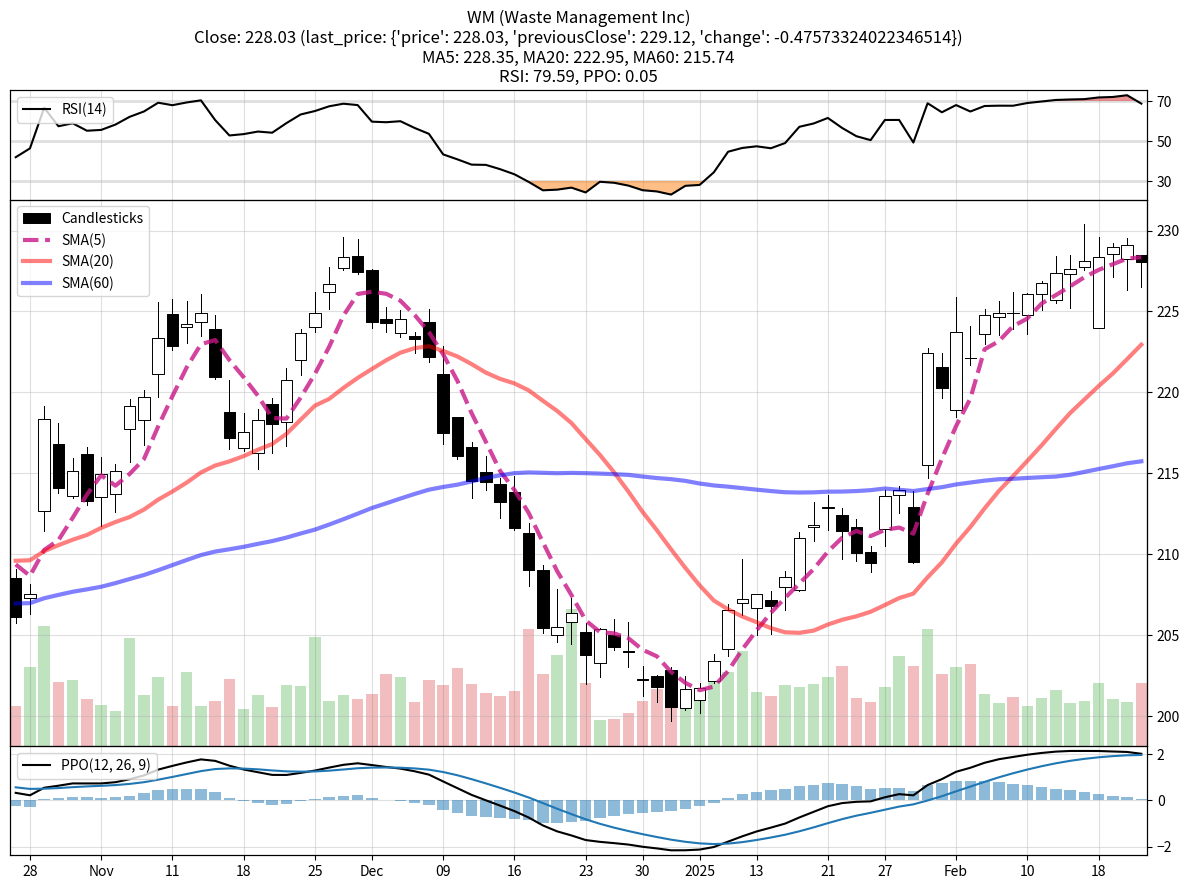 WM (Waste Management Inc)
Close: 228.03 (last_price: {'price': 228.03, 'previousClose': 229.12, 'change': -0.47573324022346514})
MA5: 228.35, MA20: 222.95, MA60: 215.74
RSI: 79.59, PPO: 0.05
RSI(14)
70
50
30
Candlesticks
SMA(5)
SMA(20)
SMA(60)
230
225
220
215
210
205
200
PPO(12, 26, 9)
2
0
−2
28 Nov 11 18 25 Dec 09 16 23 30 2025 13 21 27 Feb 10 18